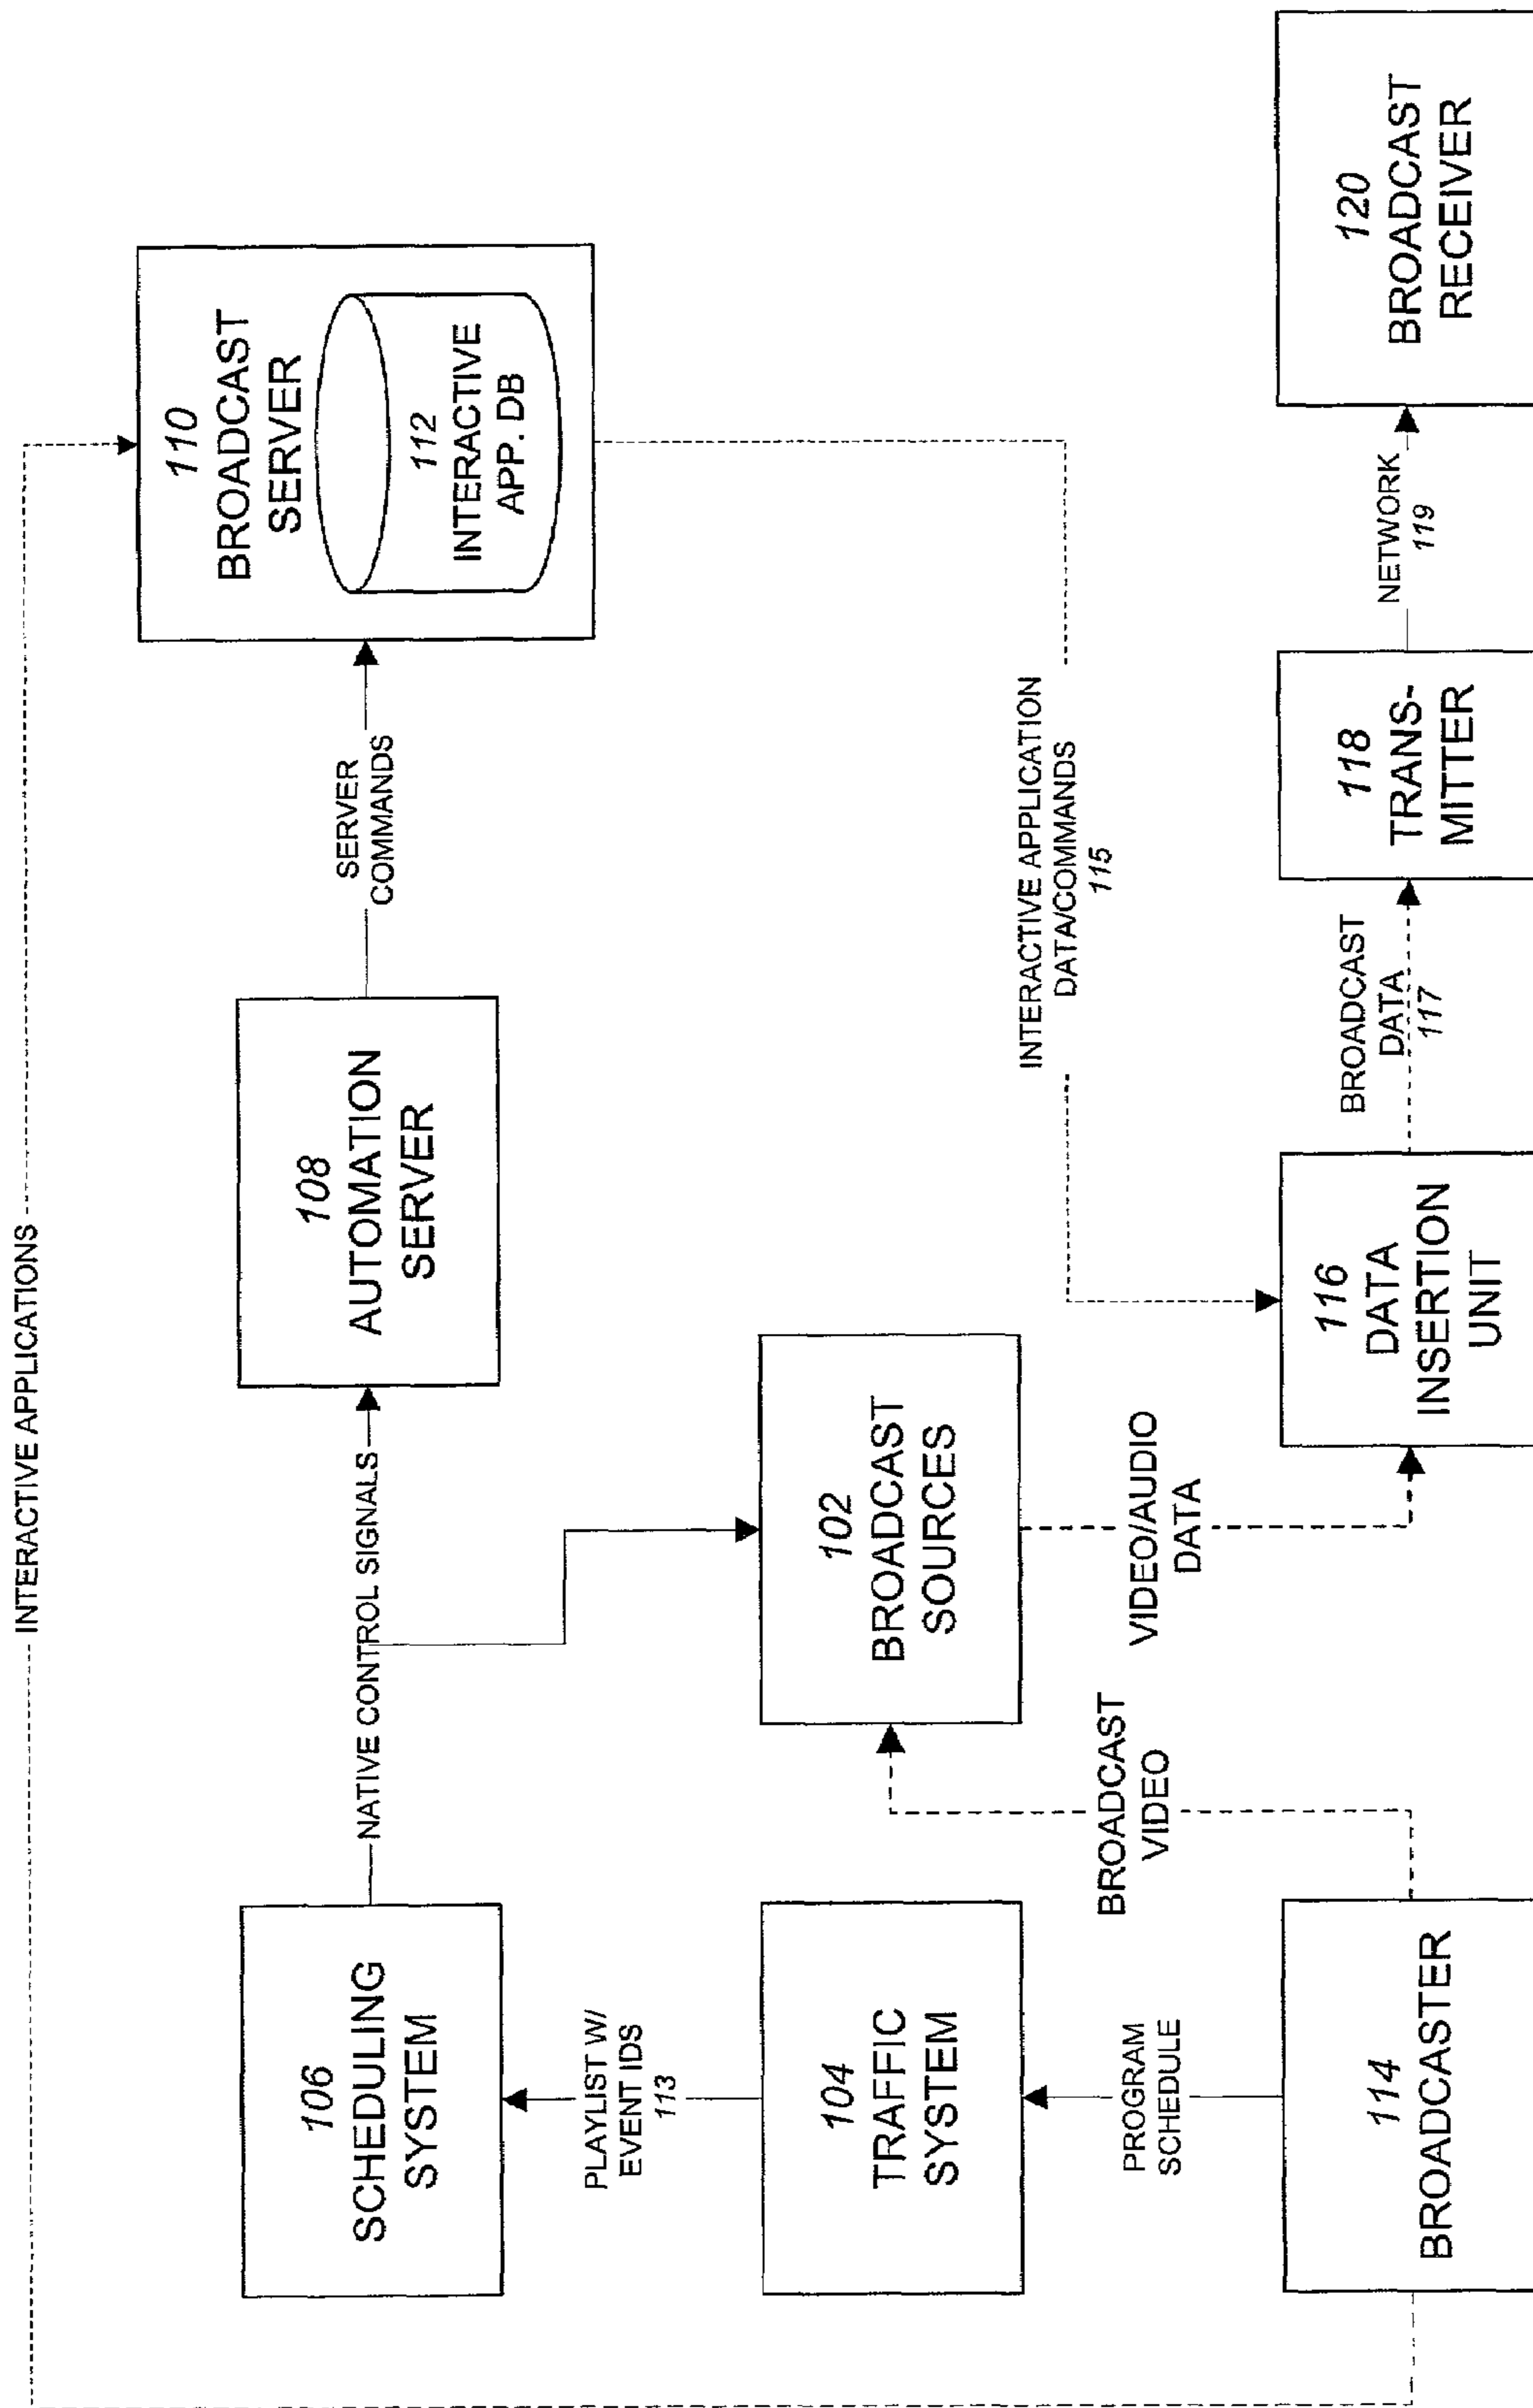 INTERACTIVE APPLICATIONS
106
SCHEDULING
SYSTEM
NATIVE CONTROL SIGNALS
108
AUTOMATION
SERVER
SERVER
COMMANDS
110
BROADCAST
SERVER
112
INTERACTIVE
APP. DB
PLAYLIST W/
EVENT IDS
113
104
TRAFFIC
SYSTEM
102
BROADCAST
SOURCES
INTERACTIVE APPLICATION
DATA/COMMANDS
115
PROGRAM
SCHEDULE
BROADCAST
VIDEO
VIDEO/AUDIO
DATA
114
BROADCASTER
116
DATA
INSERTION
UNIT
BROADCAST
DATA
117
118
TRANS-
MITTER
NETWORK
119
120
BROADCAST
RECEIVER